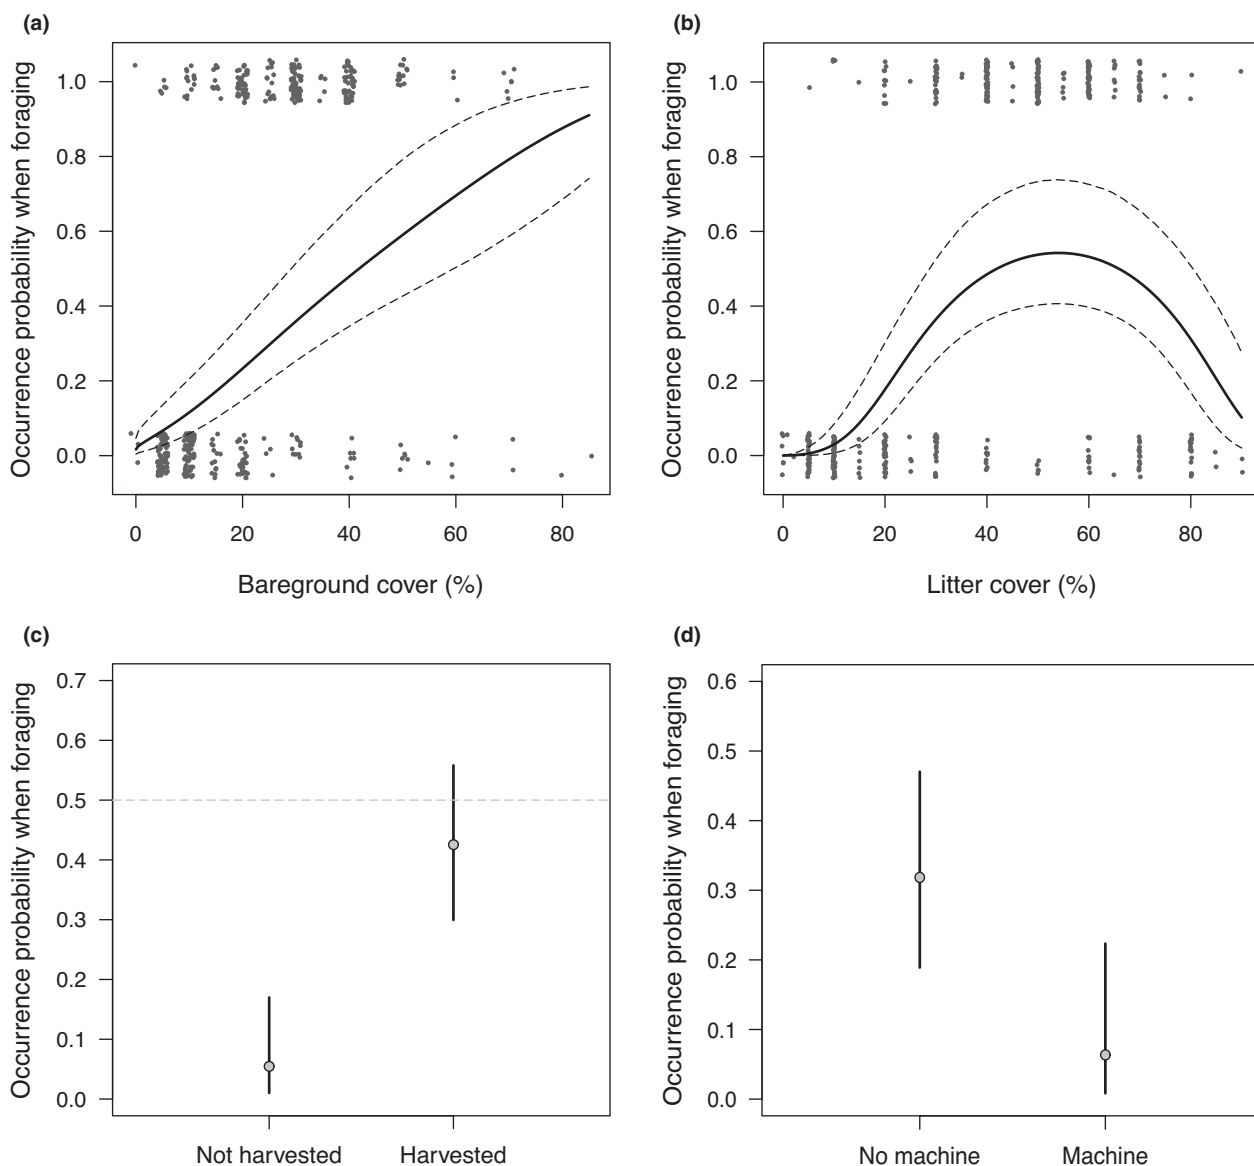 (a)
Occurrence probability when foraging
1.0
0.8
0.6
0.4
0.2
0.0
0 20 40 60 80
Bareground cover (%)
(b)
Occurrence probability when foraging
1.0
0.8
0.6
0.4
0.2
0.0
0 20 40 60 80
Litter cover (%)
(c)
Occurrence probability when foraging
0.7
0.6
0.5
0.4
0.3
0.2
0.1
0.0
Not harvested Harvested
(d)
Occurrence probability when foraging
0.6
0.5
0.4
0.3
0.2
0.1
0.0
No machine Machine